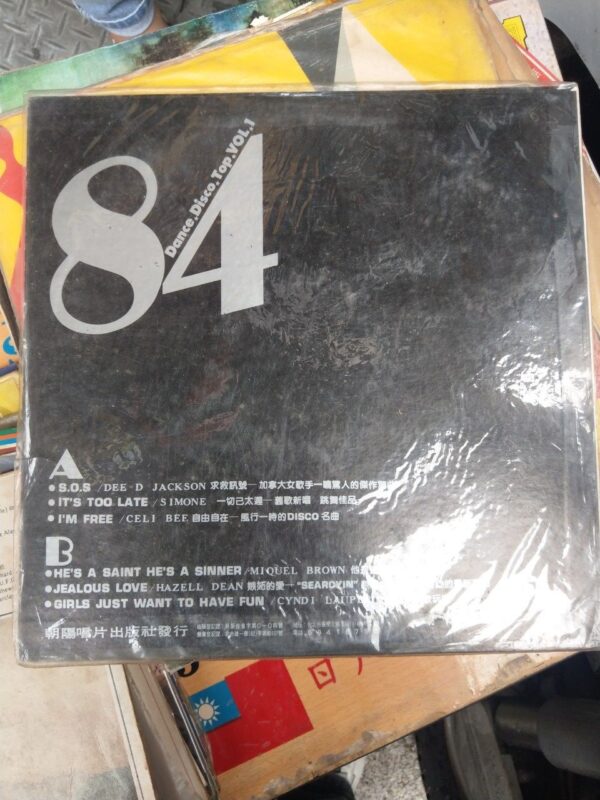 84
Dance.Disco.Top.VOL.1
A
●S.O.S /DEE·D JACKSON 求救訊號—加拿大女歌手一鳴驚人的傑作
●IT'S TOO LATE /SIMONE 一切已太遲—舊歌新唱 跳舞佳品
●I'M FREE /CELI BEE 自由自在—風行一時的DISCO名曲
B
●HE'S A SAINT HE'S A SINNER /MIQUEL BROWN
●JEALOUS LOVE /HAZELL DEAN 嫉妒的愛—"SEARCHIN"
●GIRLS JUST WANT TO HAVE FUN /CYNDI LAUP
朝陽唱片出版社發行